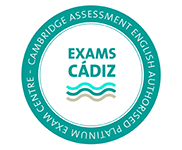 CAMBRIDGE ASSESSMENT ENGLISH AUTHORISED PLATINUM EXAM CENTRE -
EXAMS
CÁDIZ